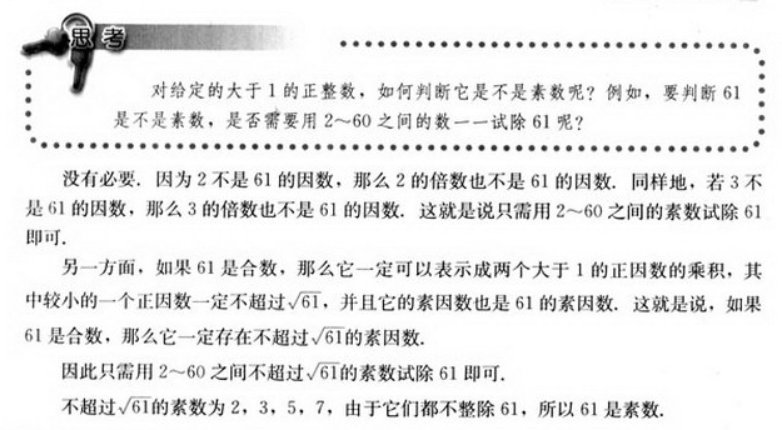 思考
对给定的大于 1 的正整数，如何判断它是不是素数呢？例如，要判断 61
是不是素数，是否需要用 2～60 之间的数一一试除 61 呢？
没有必要．因为 2 不是 61 的因数，那么 2 的倍数也不是 61 的因数．同样地，若 3 不
是 61 的因数，那么 3 的倍数也不是 61 的因数．这就是说只需用 2～60 之间的素数试除 61
即可．
另一方面，如果 61 是合数，那么它一定可以表示成两个大于 1 的正因数的乘积，其
中较小的一个正因数一定不超过√61，并且它的素因数也是 61 的素因数．这就是说，如果
61 是合数，那么它一定存在不超过√61的素因数．
因此只需用 2～60 之间不超过√61的素数试除 61 即可．
不超过√61的素数为 2，3，5，7，由于它们都不整除 61，所以 61 是素数．